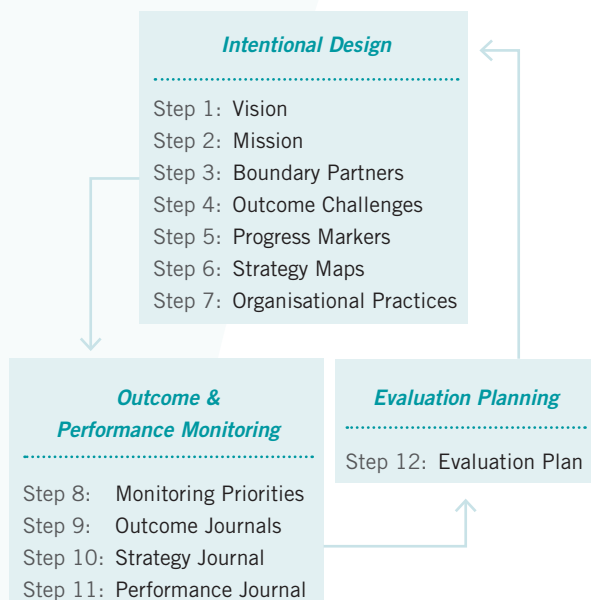 Intentional Design
Step 1: Vision
Step 2: Mission
Step 3: Boundary Partners
Step 4: Outcome Challenges
Step 5: Progress Markers
Step 6: Strategy Maps
Step 7: Organisational Practices
Outcome &
Performance Monitoring
Step 8: Monitoring Priorities
Step 9: Outcome Journals
Step 10: Strategy Journal
Step 11: Performance Journal
Evaluation Planning
Step 12: Evaluation Plan